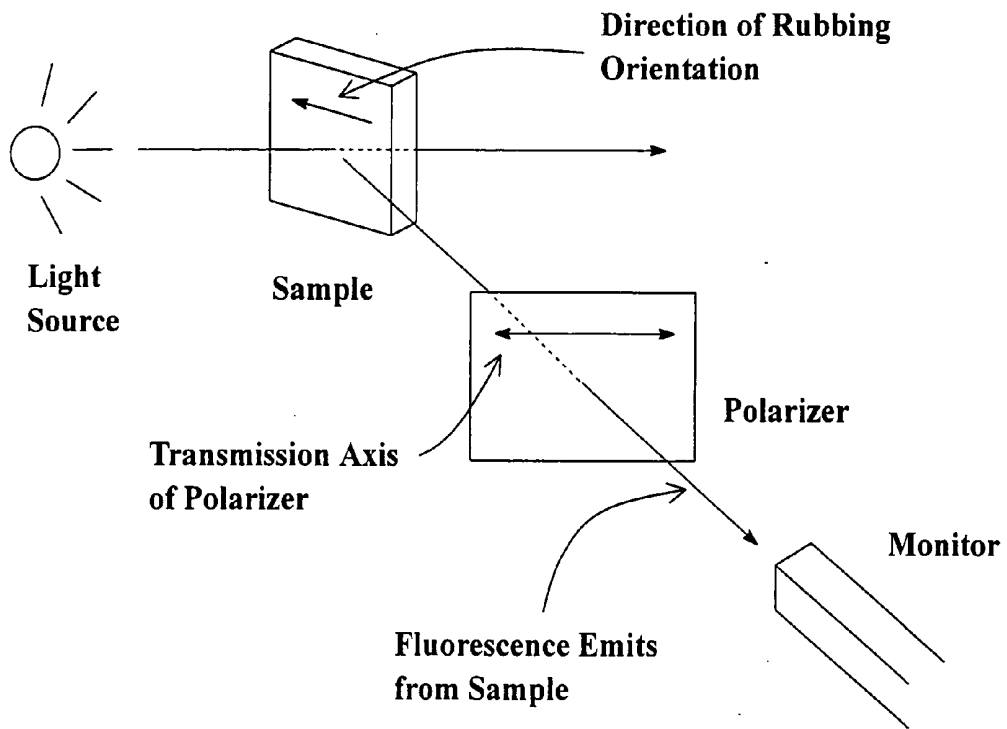 Direction of Rubbing
Orientation
Light
Source
Sample
Polarizer
Transmission Axis
of Polarizer
Monitor
Fluorescence Emits
from Sample